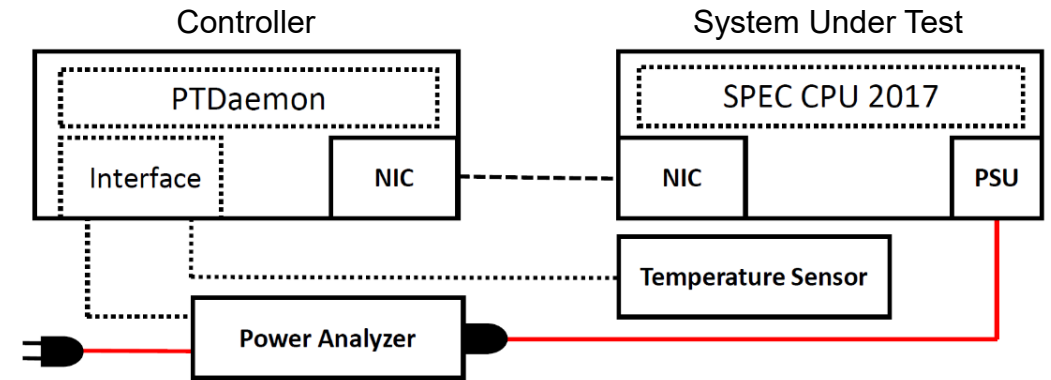 Controller
System Under Test
PTDaemon
SPEC CPU 2017
Interface
NIC
NIC
PSU
Temperature Sensor
Power Analyzer